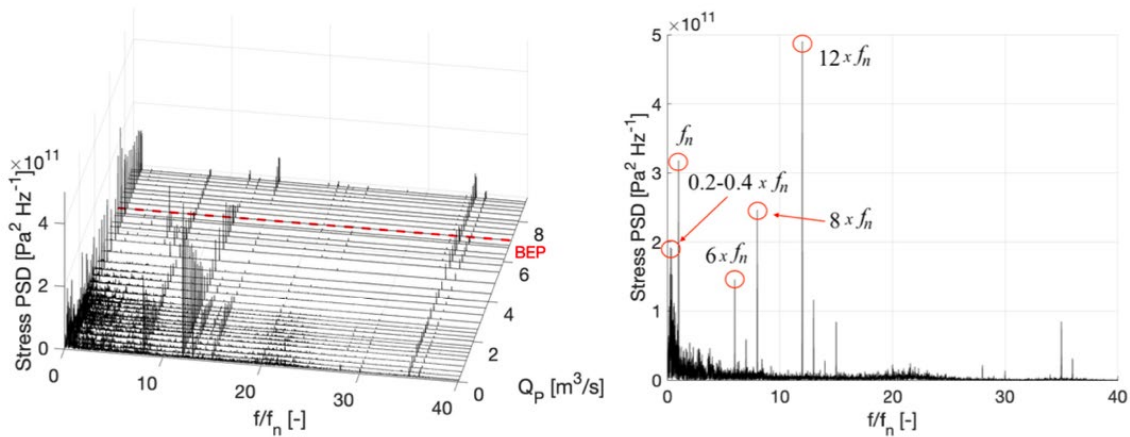 Stress PSD [Pa² Hz⁻¹]×10¹¹
4
2
0
0
10
20
30
40
f/fₙ [-]
0
2
4
6
8
Q_P [m³/s]
BEP
×10¹¹
Stress PSD [Pa² Hz⁻¹]
5
4
3
2
1
0
0
10
20
30
40
f/fₙ [-]
12 x fₙ
fₙ
0.2-0.4 x fₙ
8 x fₙ
6 x fₙ